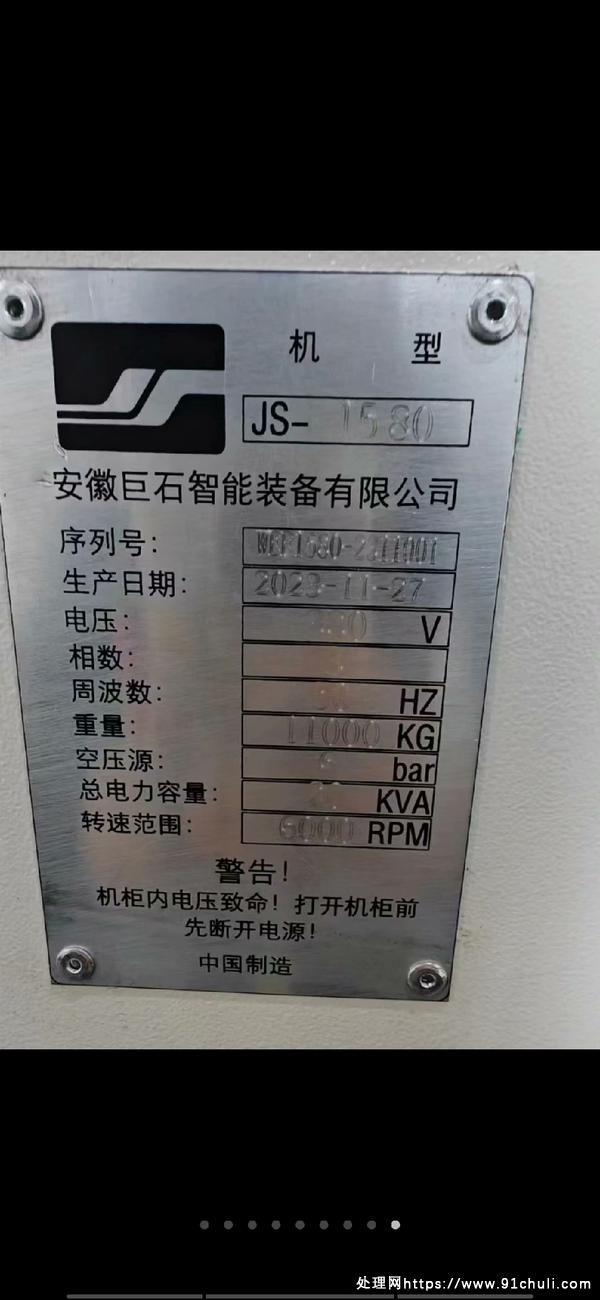 机 型
JS- 1580
安徽巨石智能装备有限公司
序列号：
生产日期：2023-11-27
电压： V
相数：
周波数： HZ
重量：11000 KG
空压源：6 bar
总电力容量： KVA
转速范围：6000 RPM
警告！
机柜内电压致命！打开机柜前
先断开电源！
中国制造
处理网https://www.91chuli.com